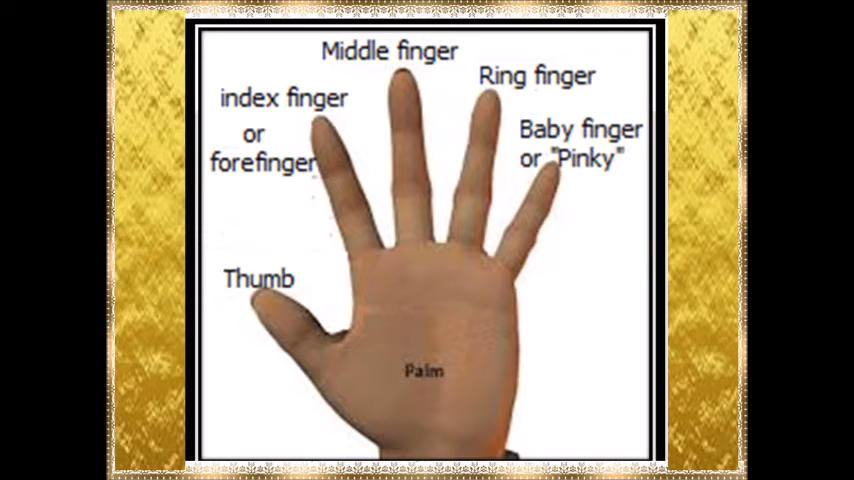 Middle finger
Ring finger
index finger
or
forefinger
Baby finger
or "Pinky"
Thumb
Palm